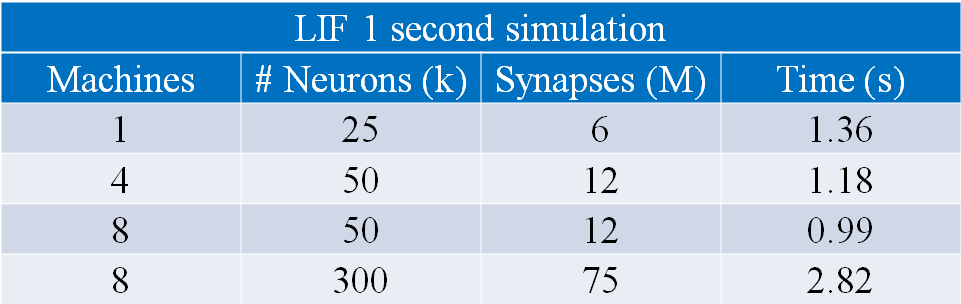 LIF 1 second simulation
Machines # Neurons (k) Synapses (M) Time (s)
1 25 6 1.36
4 50 12 1.18
8 50 12 0.99
8 300 75 2.82